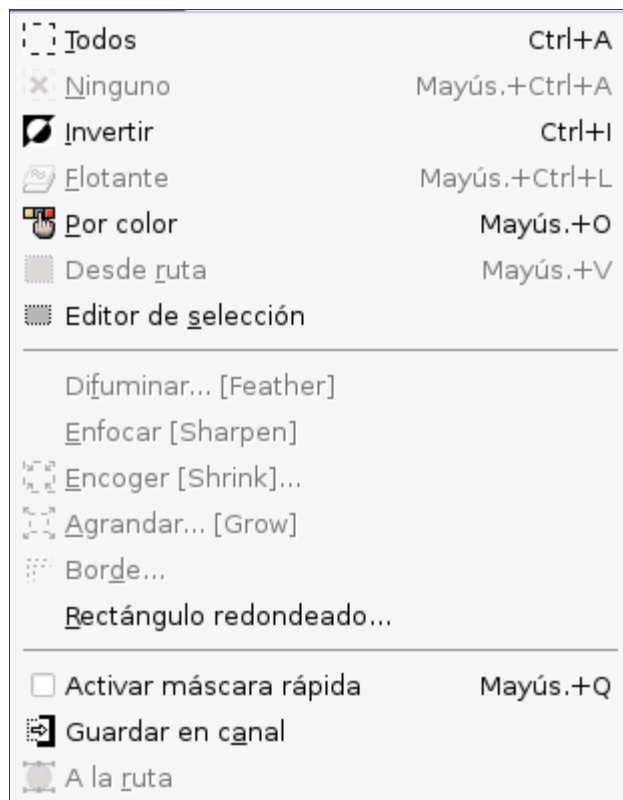 Todos Ctrl+A
Ninguno Mayús.+Ctrl+A
Invertir Ctrl+I
Flotante Mayús.+Ctrl+L
Por color Mayús.+O
Desde ruta Mayús.+V
Editor de selección
Difuminar... [Feather]
Enfocar [Sharpen]
Encoger [Shrink]...
Agrandar... [Grow]
Borde...
Rectángulo redondeado...
Activar máscara rápida Mayús.+Q
Guardar en canal
A la ruta